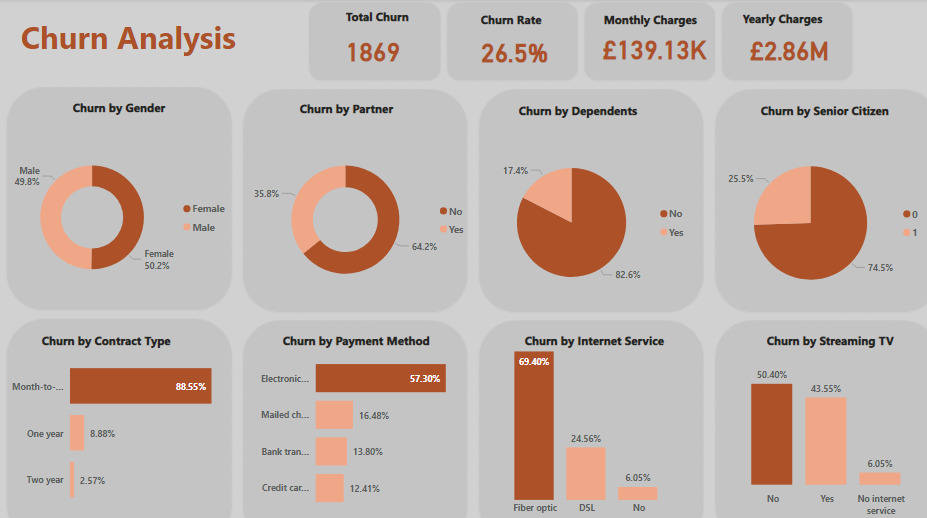 Churn Analysis
Total Churn
1869
Churn Rate
26.5%
Monthly Charges
£139.13K
Yearly Charges
£2.86M
Churn by Gender
Male
49.8%
Female
50.2%
Female
Male
Churn by Partner
35.8%
64.2%
No
Yes
Churn by Dependents
17.4%
82.6%
No
Yes
Churn by Senior Citizen
25.5%
74.5%
0
1
Churn by Contract Type
Month-to-... 88.55%
One year 8.88%
Two year 2.57%
Churn by Payment Method
Electronic... 57.30%
Mailed ch... 16.48%
Bank tran... 13.80%
Credit car... 12.41%
Churn by Internet Service
69.40%
24.56%
6.05%
Fiber optic DSL No
Churn by Streaming TV
50.40%
43.55%
6.05%
No Yes No internet
service